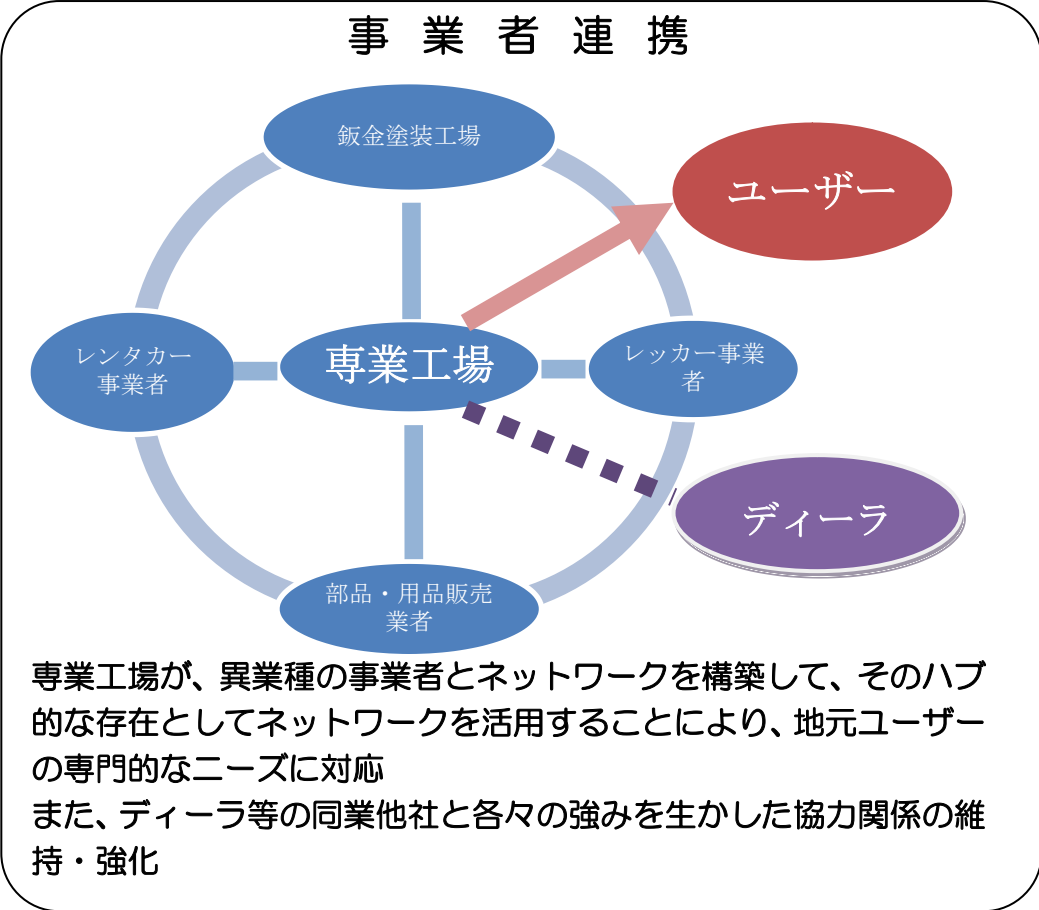 事業者連携
鈑金塗装工場
ユーザー
レンタカー
事業者
専業工場
レッカー事業
者
ディーラ
部品・用品販売
業者
専業工場が、異業種の事業者とネットワークを構築して、そのハブ
的な存在としてネットワークを活用することにより、地元ユーザー
の専門的なニーズに対応
また、ディーラ等の同業他社と各々の強みを生かした協力関係の維
持・強化